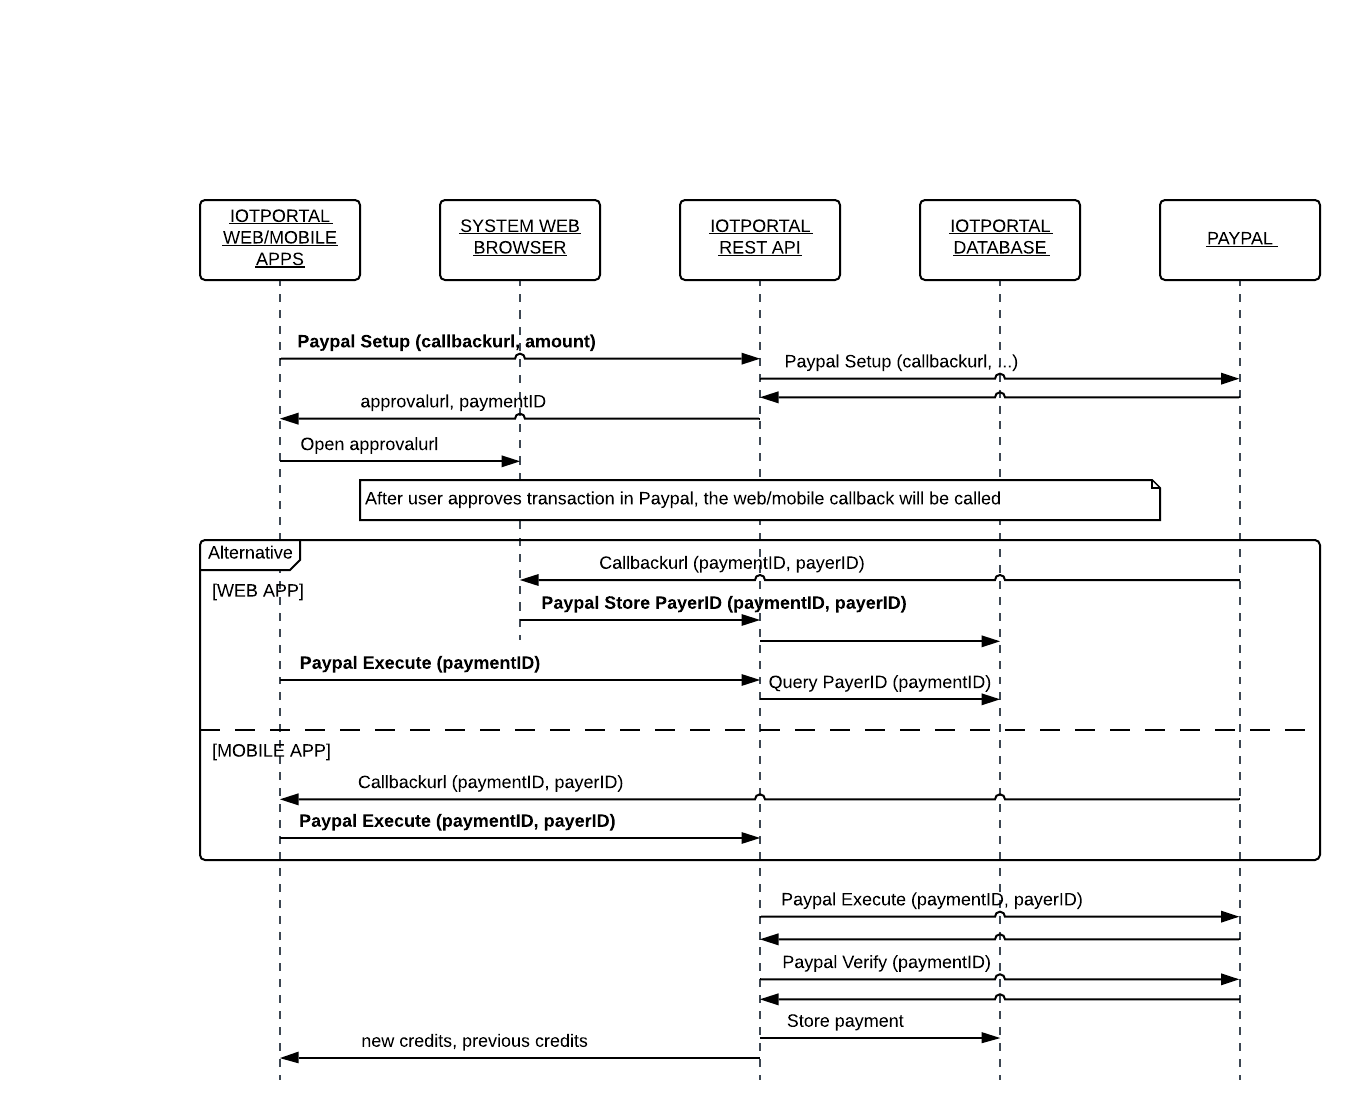 IOTPORTAL
WEB/MOBILE
APPS
SYSTEM WEB
BROWSER
IOTPORTAL
REST API
IOTPORTAL
DATABASE
PAYPAL
Paypal Setup (callbackurl, amount)
Paypal Setup (callbackurl, ...)
approvalurl, paymentID
Open approvalurl
After user approves transaction in Paypal, the web/mobile callback will be called
Alternative
Callbackurl (paymentID, payerID)
[WEB APP]
Paypal Store PayerID (paymentID, payerID)
Paypal Execute (paymentID)
Query PayerID (paymentID)
[MOBILE APP]
Callbackurl (paymentID, payerID)
Paypal Execute (paymentID, payerID)
Paypal Execute (paymentID, payerID)
Paypal Verify (paymentID)
Store payment
new credits, previous credits